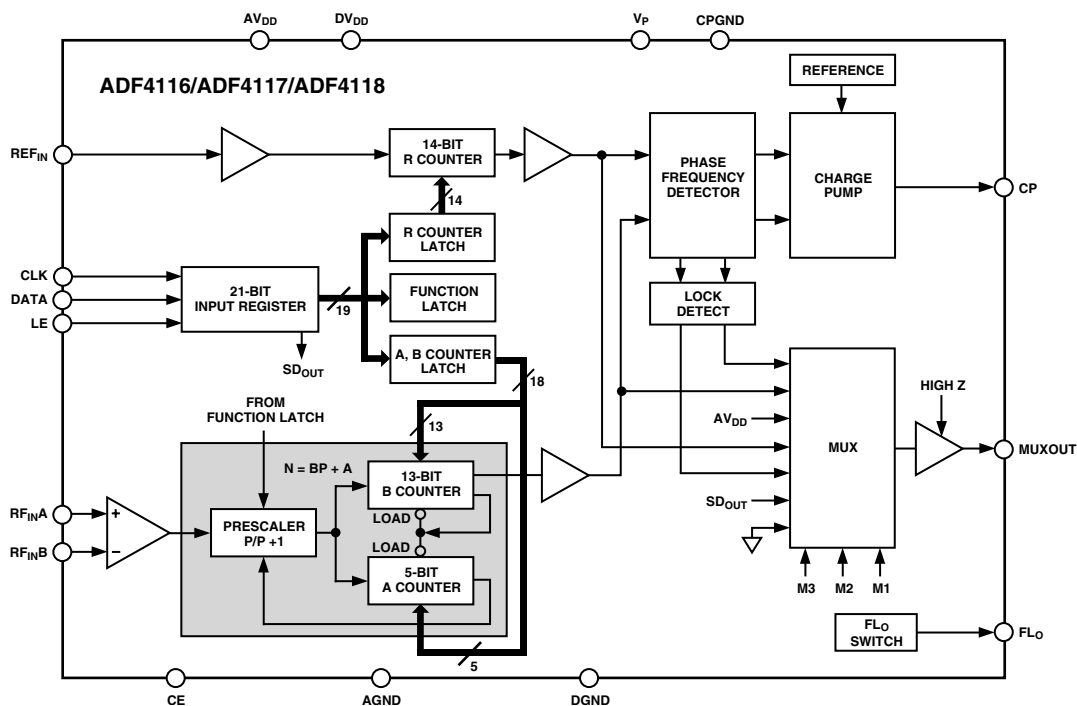 AVDD
DVDD
VP
CPGND
ADF4116/ADF4117/ADF4118
REFERENCE
REFIN
14-BIT
R COUNTER
PHASE
FREQUENCY
DETECTOR
CHARGE
PUMP
CP
14
R COUNTER
LATCH
CLK
DATA
LE
21-BIT
INPUT REGISTER
19
FUNCTION
LATCH
LOCK
DETECT
SDOUT
A, B COUNTER
LATCH
18
FROM
FUNCTION LATCH
13
HIGH Z
AVDD
MUX
MUXOUT
N = BP + A
13-BIT
B COUNTER
RFINA
RFINB
+
–
PRESCALER
P/P +1
LOAD
LOAD
SDOUT
5-BIT
A COUNTER
M3
M2
M1
5
FLO
SWITCH
FLO
CE
AGND
DGND